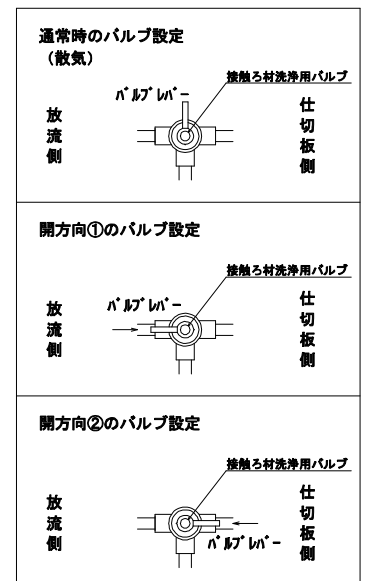 通常時のバルブ設定
(散気)
接触ろ材洗浄用バルブ
バルブレバー
放流側
仕切板側
開方向①のバルブ設定
接触ろ材洗浄用バルブ
バルブレバー
放流側
仕切板側
開方向②のバルブ設定
接触ろ材洗浄用バルブ
放流側
仕切板側
バルブレバー